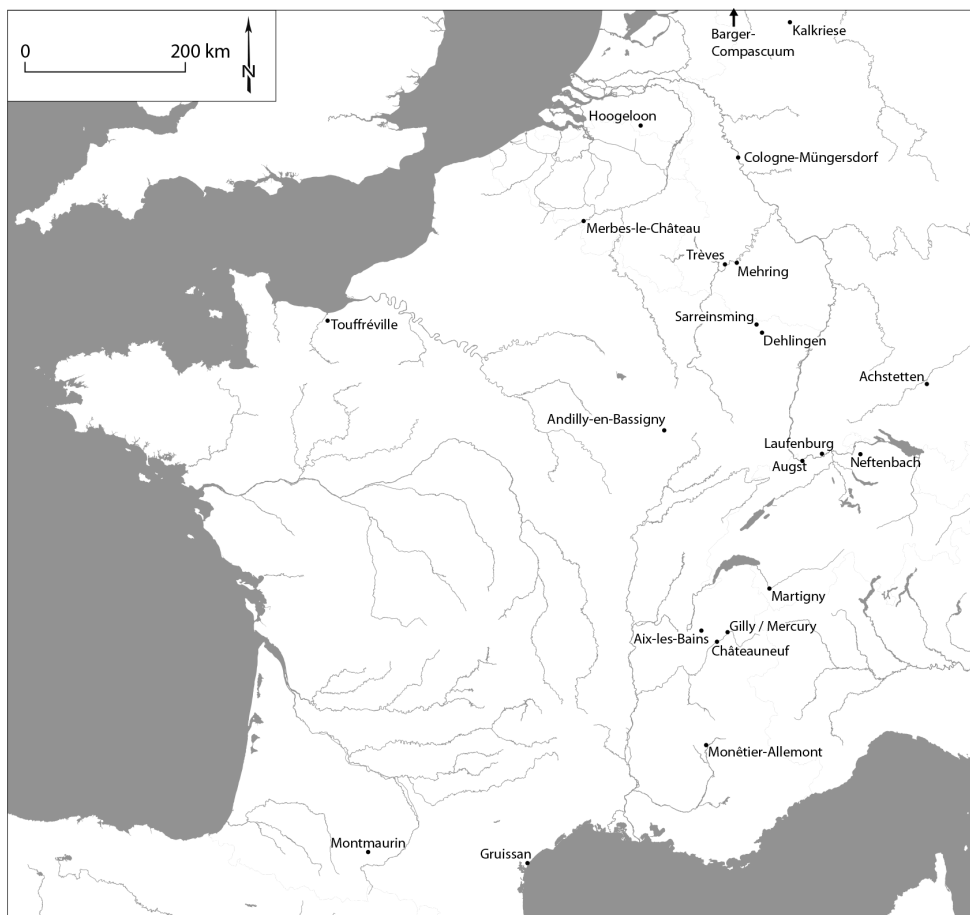 0 200 km
N
Barger-
Compascuum
Kalkriese
Hoogeloon
Cologne-Müngersdorf
Merbes-le-Château
Trèves
Mehring
Sarreinsming
Touffréville
Dehlingen
Achstetten
Andilly-en-Bassigny
Laufenburg
Augst
Neftenbach
Martigny
Gilly / Mercury
Aix-les-Bains
Châteauneuf
Monêtier-Allemont
Montmaurin
Gruissan